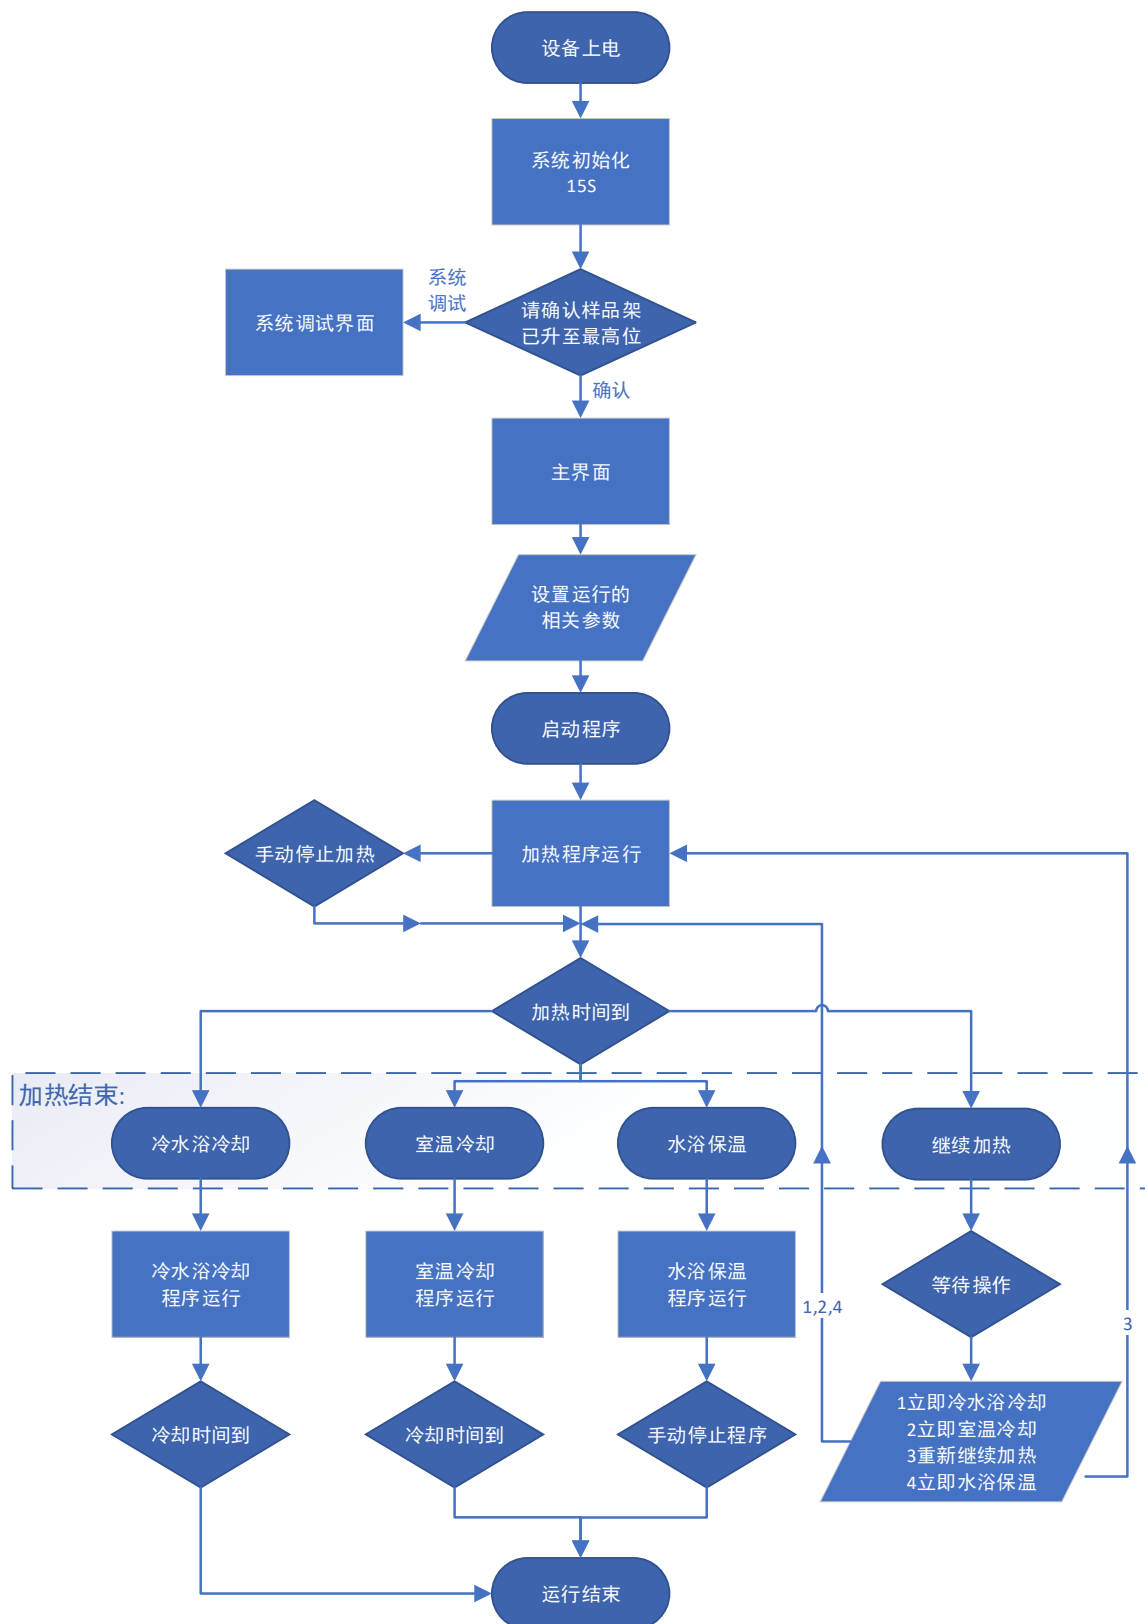 设备上电
系统初始化
15S
系统
调试
系统调试界面
请确认样品架
已升至最高位
确认
主界面
设置运行的
相关参数
启动程序
手动停止加热
加热程序运行
加热时间到
加热结束:
冷水浴冷却
室温冷却
水浴保温
继续加热
冷水浴冷却
程序运行
室温冷却
程序运行
水浴保温
程序运行
等待操作
1,2,4
3
冷却时间到
冷却时间到
手动停止程序
1立即冷水浴冷却
2立即室温冷却
3重新继续加热
4立即水浴保温
运行结束